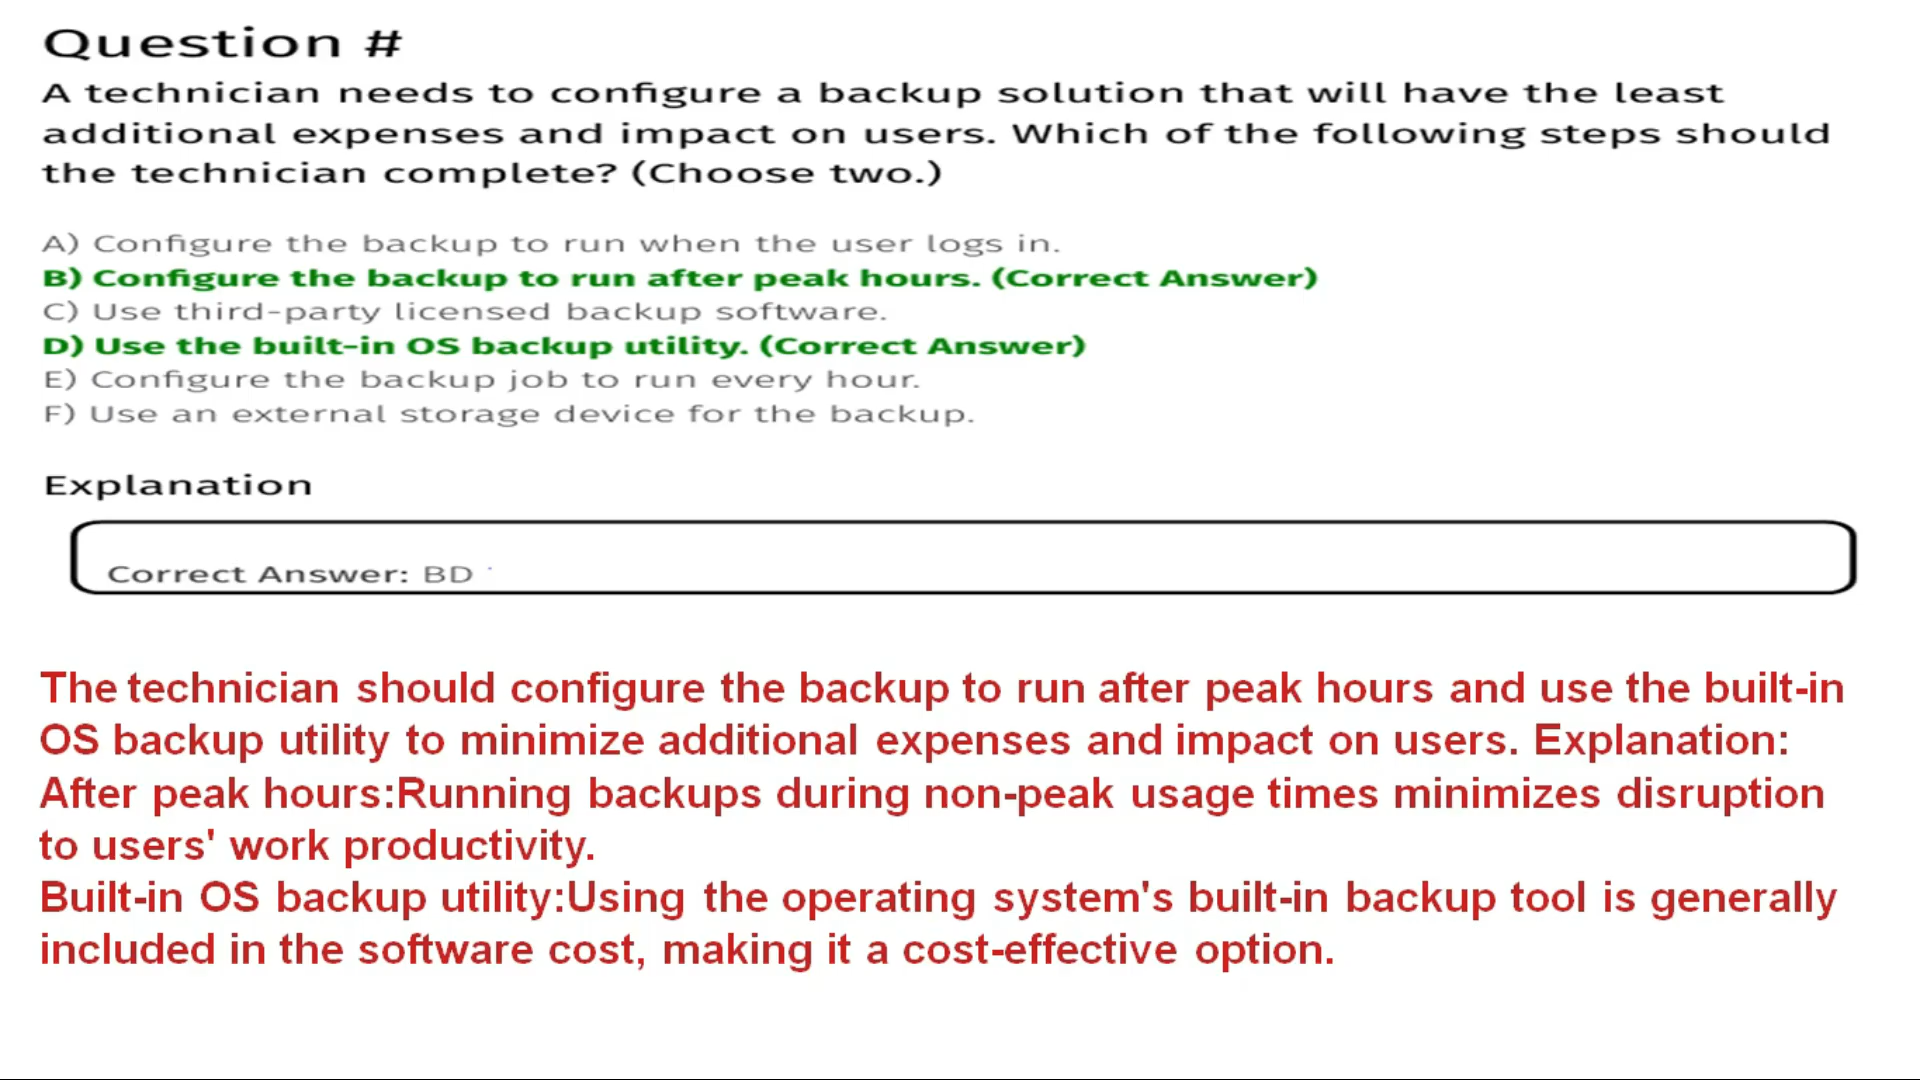 Question #
A technician needs to configure a backup solution that will have the least
additional expenses and impact on users. Which of the following steps should
the technician complete? (Choose two.)
A) Configure the backup to run when the user logs in.
B) Configure the backup to run after peak hours. (Correct Answer)
C) Use third-party licensed backup software.
D) Use the built-in OS backup utility. (Correct Answer)
E) Configure the backup job to run every hour.
F) Use an external storage device for the backup.
Explanation
Correct Answer: BD
The technician should configure the backup to run after peak hours and use the built-in
OS backup utility to minimize additional expenses and impact on users. Explanation:
After peak hours:Running backups during non-peak usage times minimizes disruption
to users' work productivity.
Built-in OS backup utility:Using the operating system's built-in backup tool is generally
included in the software cost, making it a cost-effective option.